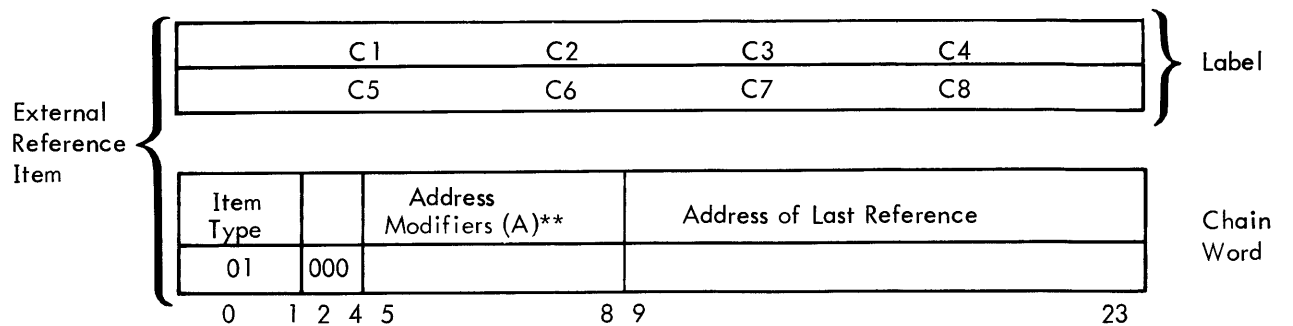 C1 C2 C3 C4
Label
C5 C6 C7 C8
External
Reference
Item
Item
Type
Address
Modifiers (A)**
Address of Last Reference
Chain
Word
01 000
0 1 2 4 5 8 9 23